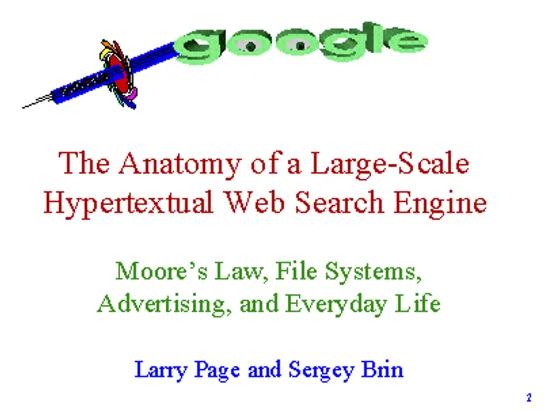 google
The Anatomy of a Large-Scale
Hypertextual Web Search Engine
Moore's Law, File Systems,
Advertising, and Everyday Life
Larry Page and Sergey Brin
2